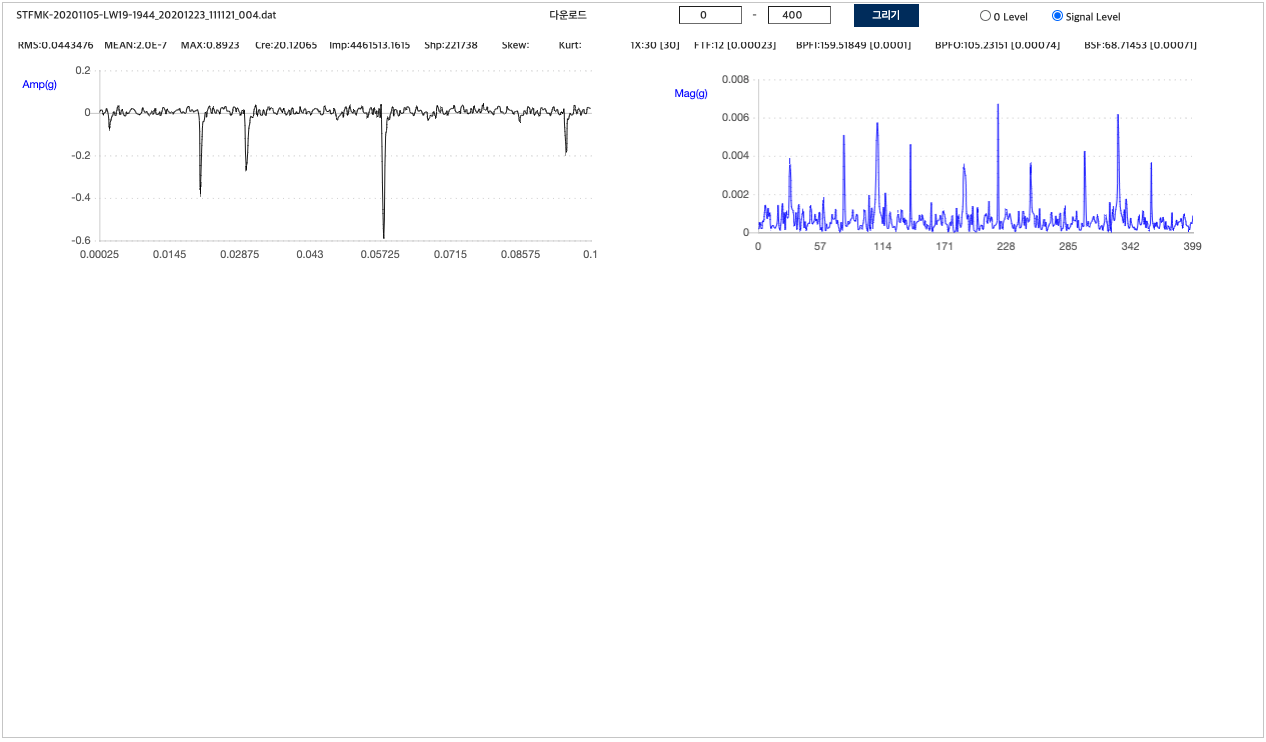 STFMK-20201105-LW19-1944_20201223_111121_004.dat 다운로드 0 - 400 그리기 0 Level Signal Level
RMS:0.0443476 MEAN:2.0E-7 MAX:0.8923 Cre:20.12065 Imp:4461513.1615 Shp:221738 Skew: Kurt: 1X:30 [30] FTF:12 [0.00023] BPFI:159.51849 [0.0001] BPFO:105.23151 [0.00074] BSF:68.71453 [0.00071]
Amp(g)
0.2
0
-0.2
-0.4
-0.6
0.00025 0.0145 0.02875 0.043 0.05725 0.0715 0.08575 0.1
Mag(g)
0.008
0.006
0.004
0.002
0
0 57 114 171 228 285 342 399